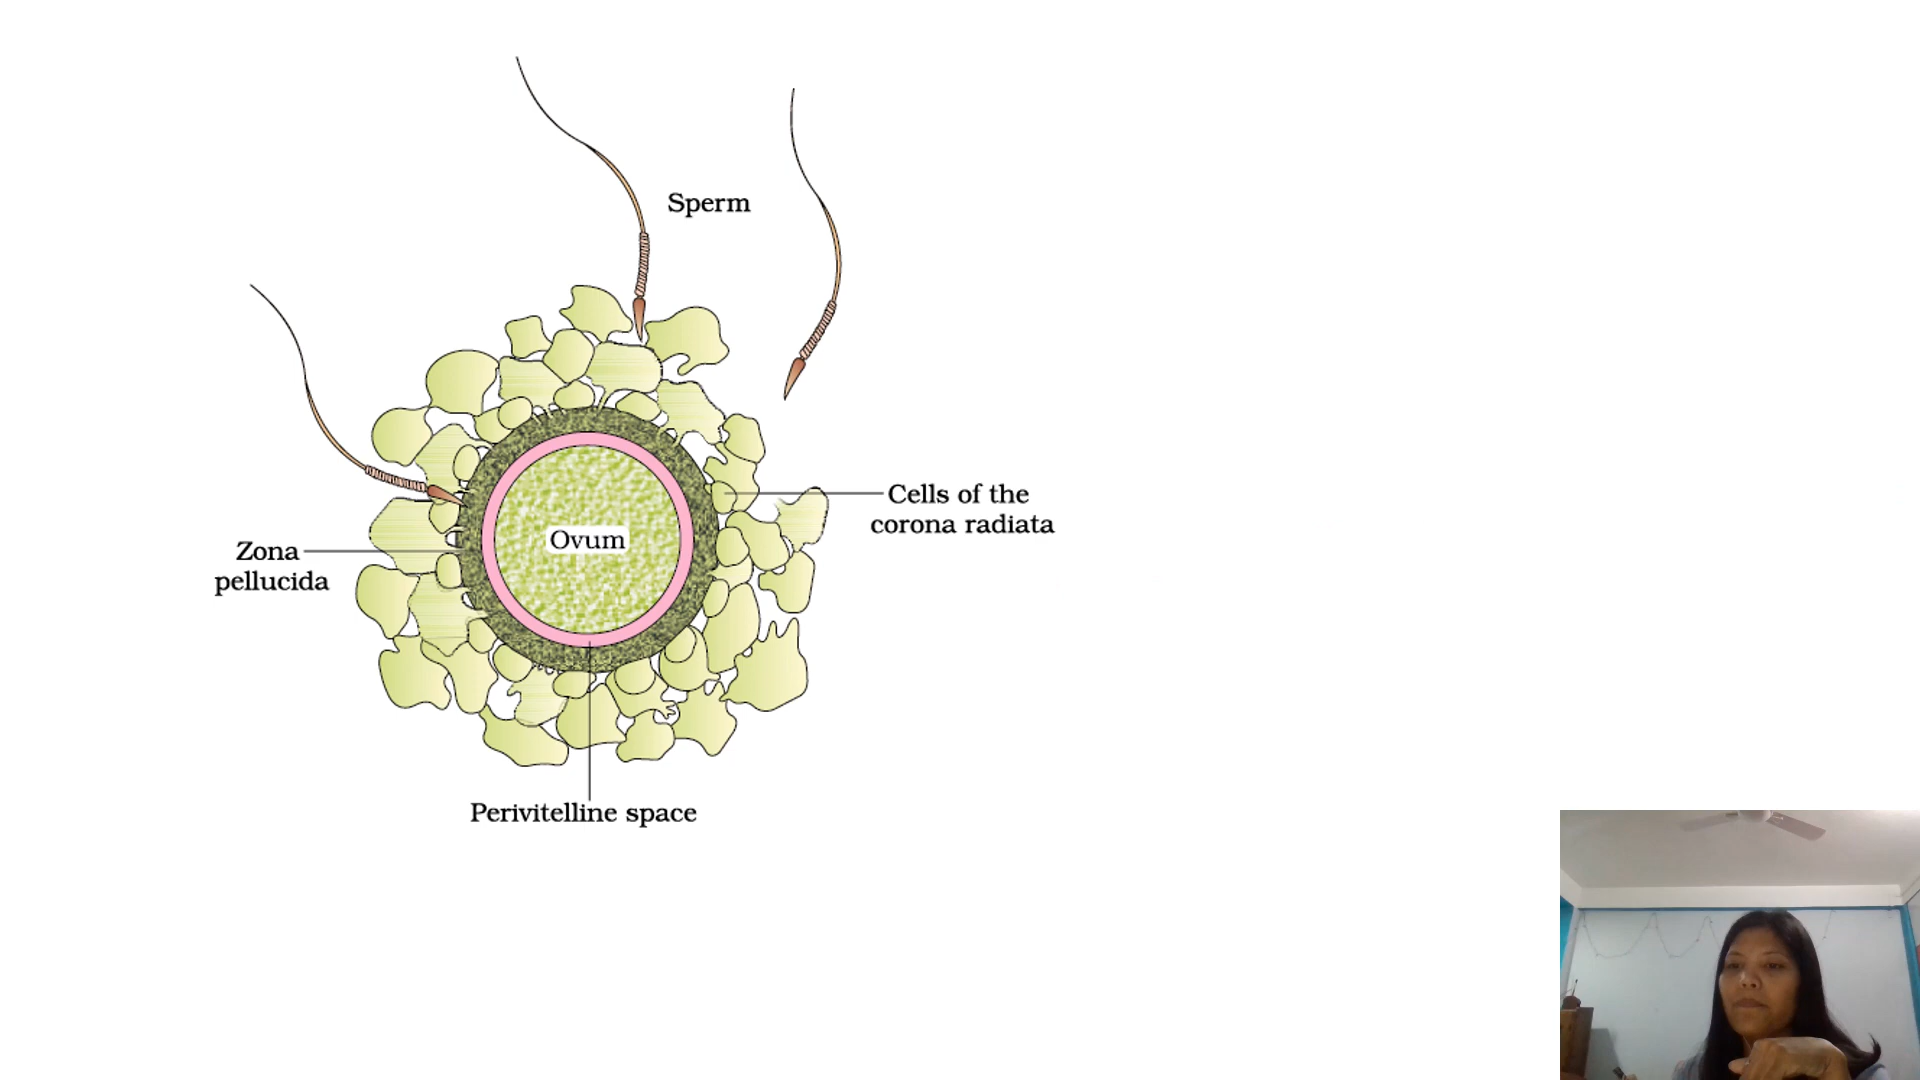 Sperm
Cells of the
corona radiata
Ovum
Zona
pellucida
Perivitelline space